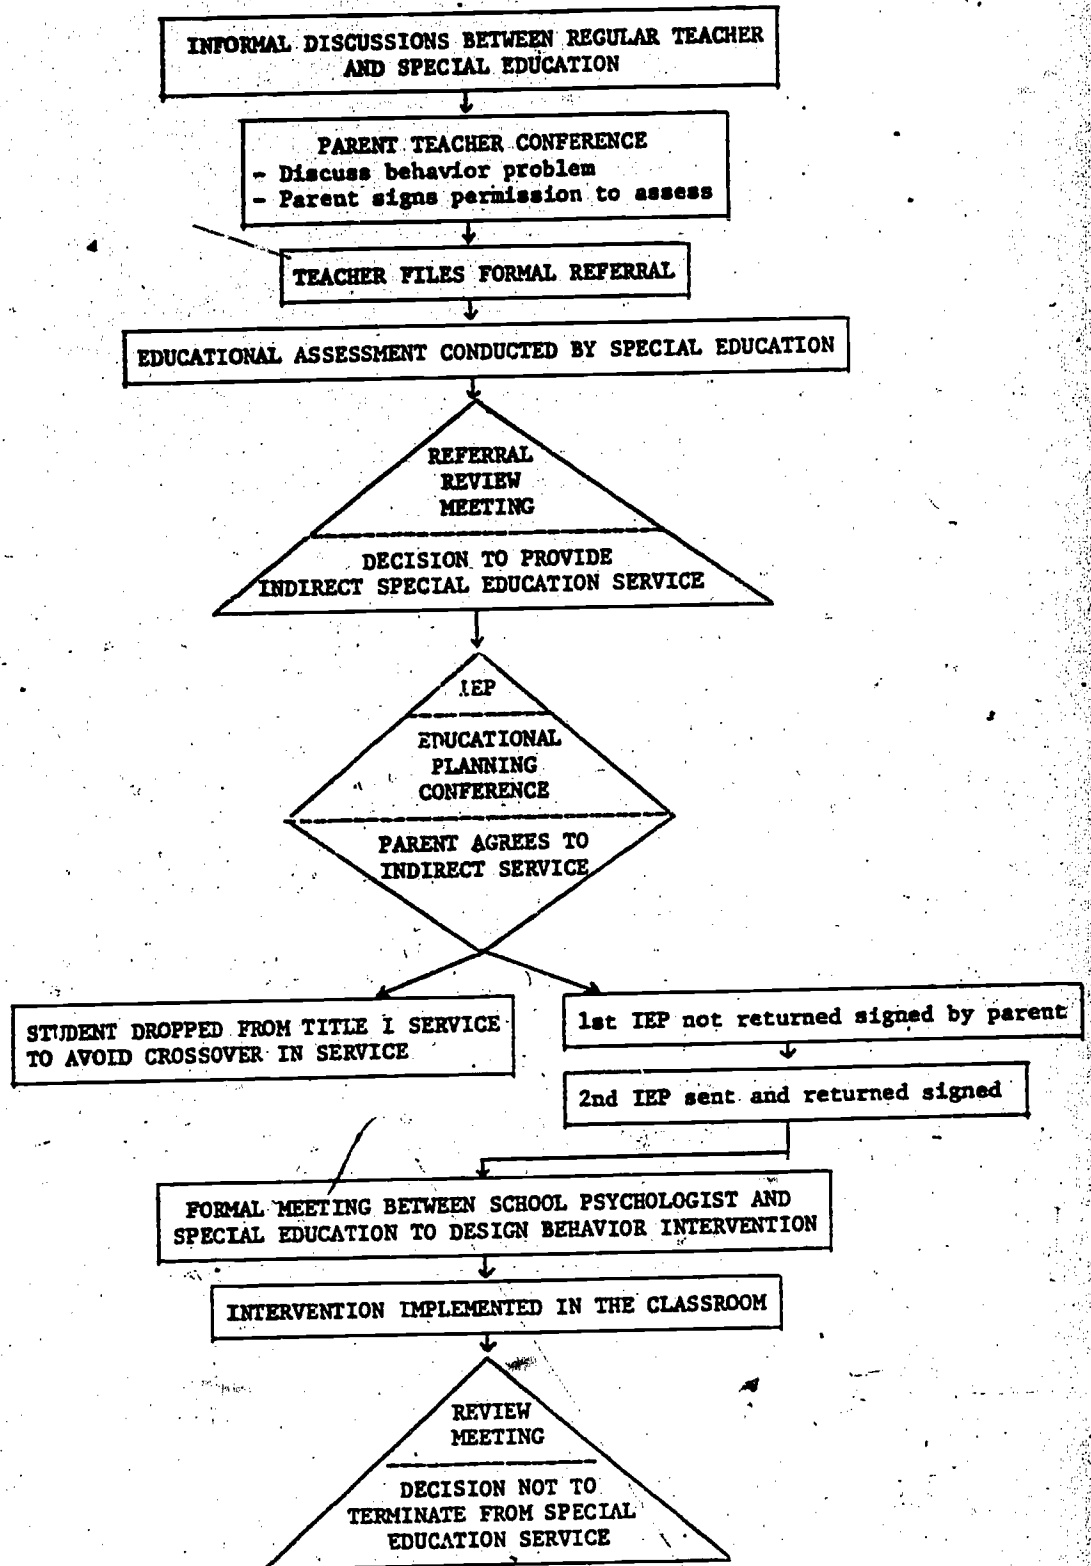 INFORMAL DISCUSSIONS BETWEEN REGULAR TEACHER
AND SPECIAL EDUCATION
PARENT TEACHER CONFERENCE
- Discuss behavior problem
- Parent signs permission to assess
TEACHER FILES FORMAL REFERRAL
EDUCATIONAL ASSESSMENT CONDUCTED BY SPECIAL EDUCATION
REFERRAL
REVIEW
MEETING
DECISION TO PROVIDE
INDIRECT SPECIAL EDUCATION SERVICE
IEP
EDUCATIONAL
PLANNING
CONFERENCE
PARENT AGREES TO
INDIRECT SERVICE
STUDENT DROPPED FROM TITLE I SERVICE
TO AVOID CROSSOVER IN SERVICE
1st IEP not returned signed by parent
2nd IEP sent and returned signed
FORMAL MEETING BETWEEN SCHOOL PSYCHOLOGIST AND
SPECIAL EDUCATION TO DESIGN BEHAVIOR INTERVENTION
INTERVENTION IMPLEMENTED IN THE CLASSROOM
REVIEW
MEETING
DECISION NOT TO
TERMINATE FROM SPECIAL
EDUCATION SERVICE